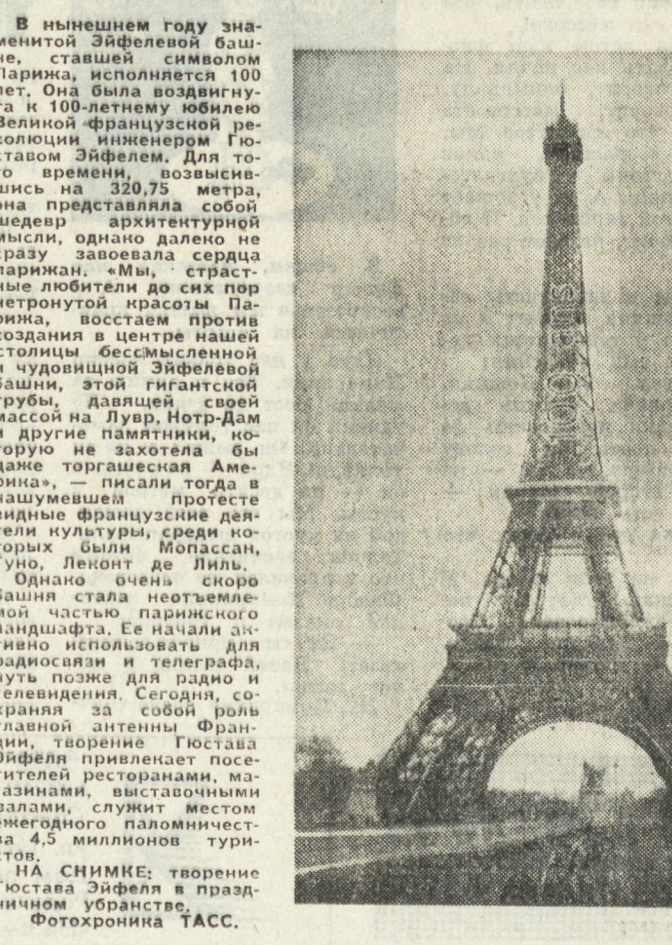 В нынешнем году зна-
менитой Эйфелевой баш-
не, ставшей символом
Парижа, исполняется 100
лет. Она была воздвигну-
та к 100-летнему юбилею
Великой французской ре-
волюции инженером Гю-
ставом Эйфелем. Для то-
го времени, возвысив-
шись на 320,75 метра,
она представляла собой
шедевр архитектурной
мысли, однако далеко не
сразу завоевала сердца
парижан. «Мы, страст-
ные любители до сих пор
нетронутой красоты Па-
рижа, восстаем против
создания в центре нашей
столицы бессмысленной
и чудовищной Эйфелевой
башни, этой гигантской
трубы, давящей своей
массой на Лувр, Нотр-Дам
и другие памятники, ко-
торую не захотела бы
даже торгашеская Аме-
рика», — писали тогда в
нашумевшем протесте
видные французские дея-
тели культуры, среди ко-
торых были Мопассан,
Гуно, Леконт де Лиль.
Однако очень скоро
башня стала неотъемле-
мой частью парижского
ландшафта. Ее начали ак-
тивно использовать для
радиосвязи и телеграфа,
чуть позже для радио и
телевидения. Сегодня, со-
храняя за собой роль
главной антенны Фран-
ции, творение Гюстава
Эйфеля привлекает посе-
тителей ресторанами, ма-
газинами, выставочными
залами, служит местом
ежегодного паломничест-
ва 4,5 миллионов тури-
стов.
НА СНИМКЕ: творение
Гюстава Эйфеля в празд-
ничном убранстве.
Фотохроника ТАСС.
100 ans